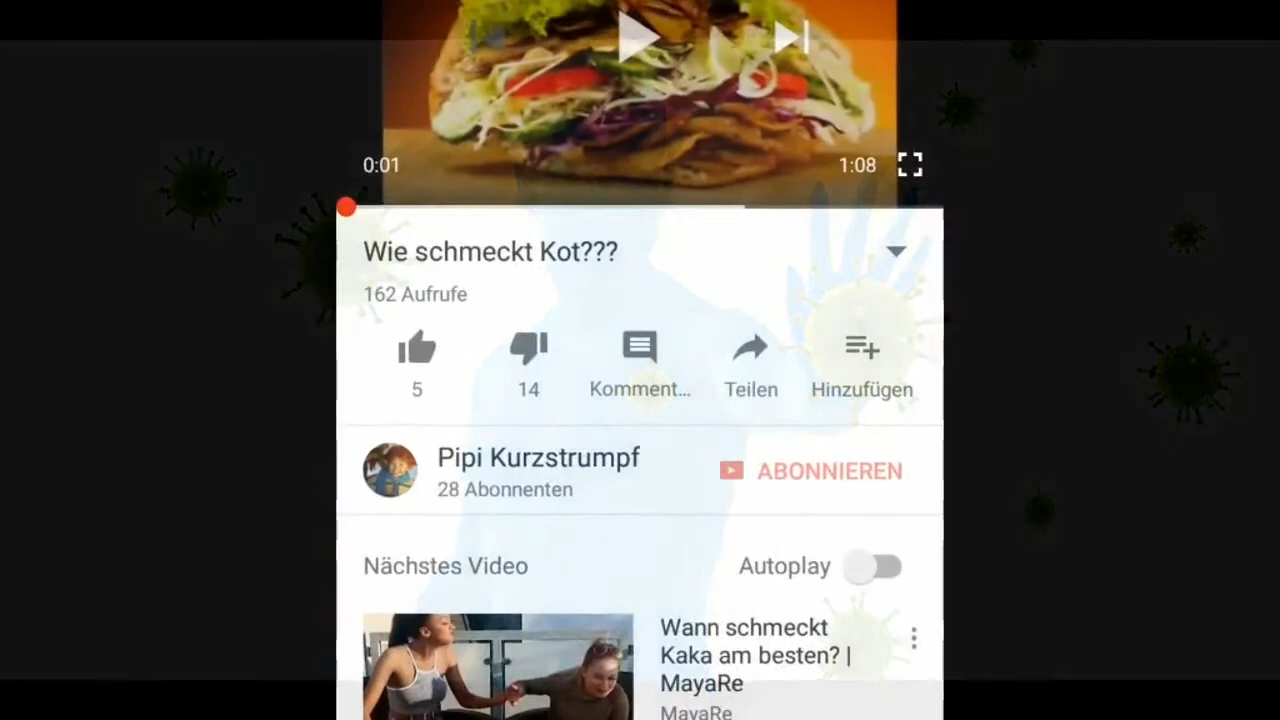 0:01
1:08
Wie schmeckt Kot???
162 Aufrufe
5
14
Komment...
Teilen
Hinzufügen
Pipi Kurzstrumpf
ABONNIEREN
28 Abonnenten
Nächstes Video
Autoplay
Wann schmeckt
Kaka am besten? |
MayaRe
MayaRe